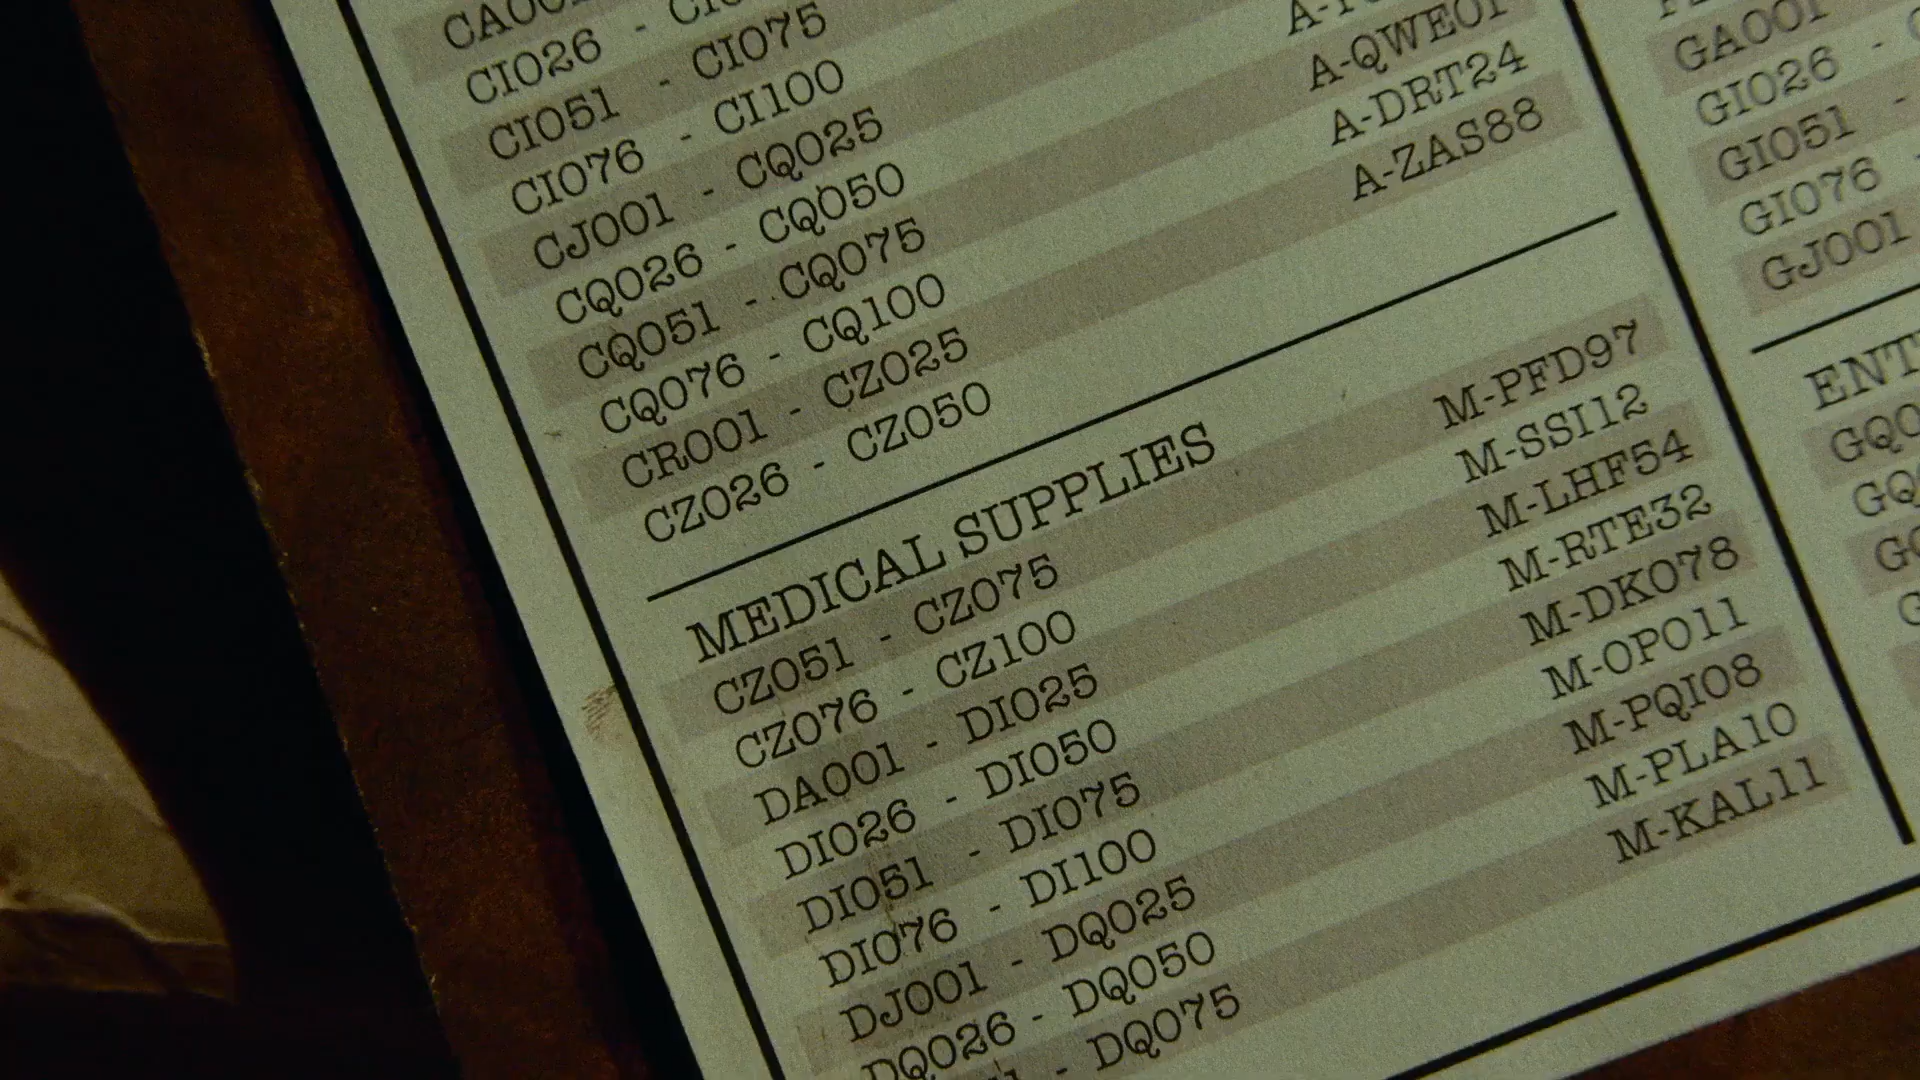 CI026 -
CI051 - CI075
CI076 - CI100
CJ001 - CQ025
CQ026 - CQ050
CQ051 - CQ075
CQ076 - CQ100 A-QWE01
CR001 - CZ025 A-DRT24
CZ026 - CZ050 A-ZAS88
MEDICAL SUPPLIES
CZ051 - CZ075 M-PFD97
CZ076 - CZ100 M-SSI12
DA001 - DI025 M-LHF54
DI026 - DI050 M-RTE32
DI051 - DI075 M-DK078
DI076 - DI100 M-OP011
DJ001 - DQ025 M-PQI08
DQ026 - DQ050 M-PLA10
- DQ075 M-KAL11
GA001
GI026 -
GI051 -
GI076
GJ001